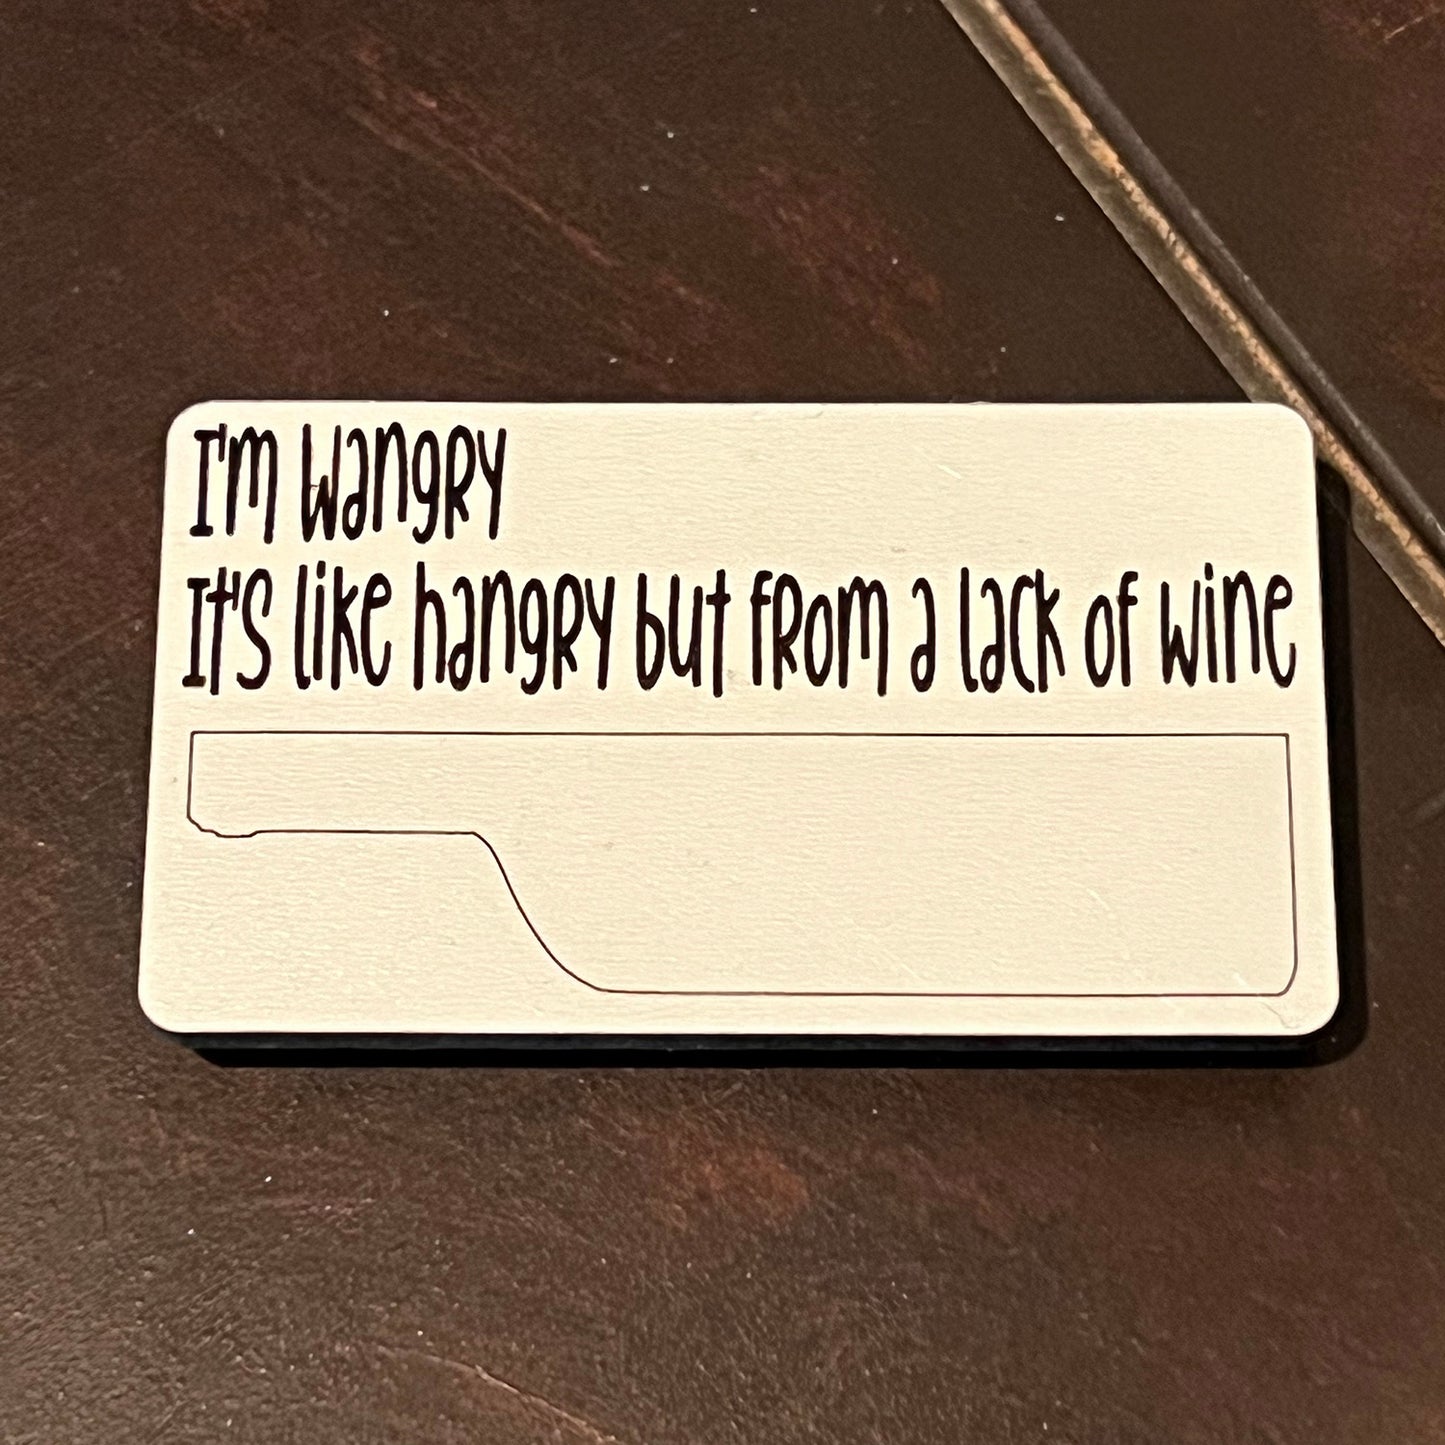 I'm wangry
It's like hangry but from a lack of wine